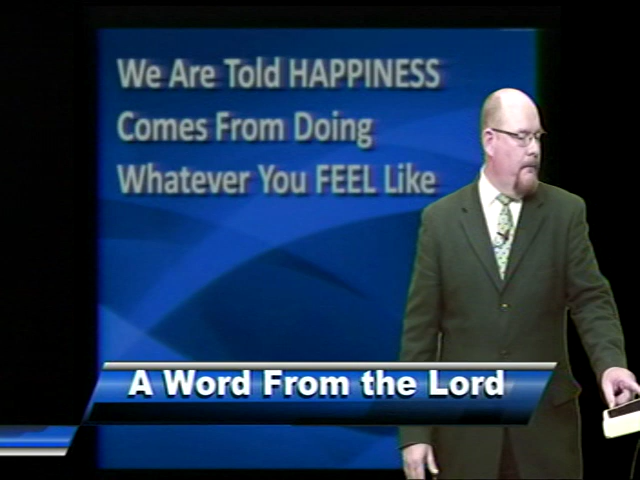 We Are Told HAPPINESS
Comes From Doing
Whatever You FEEL Like
A Word From the Lord